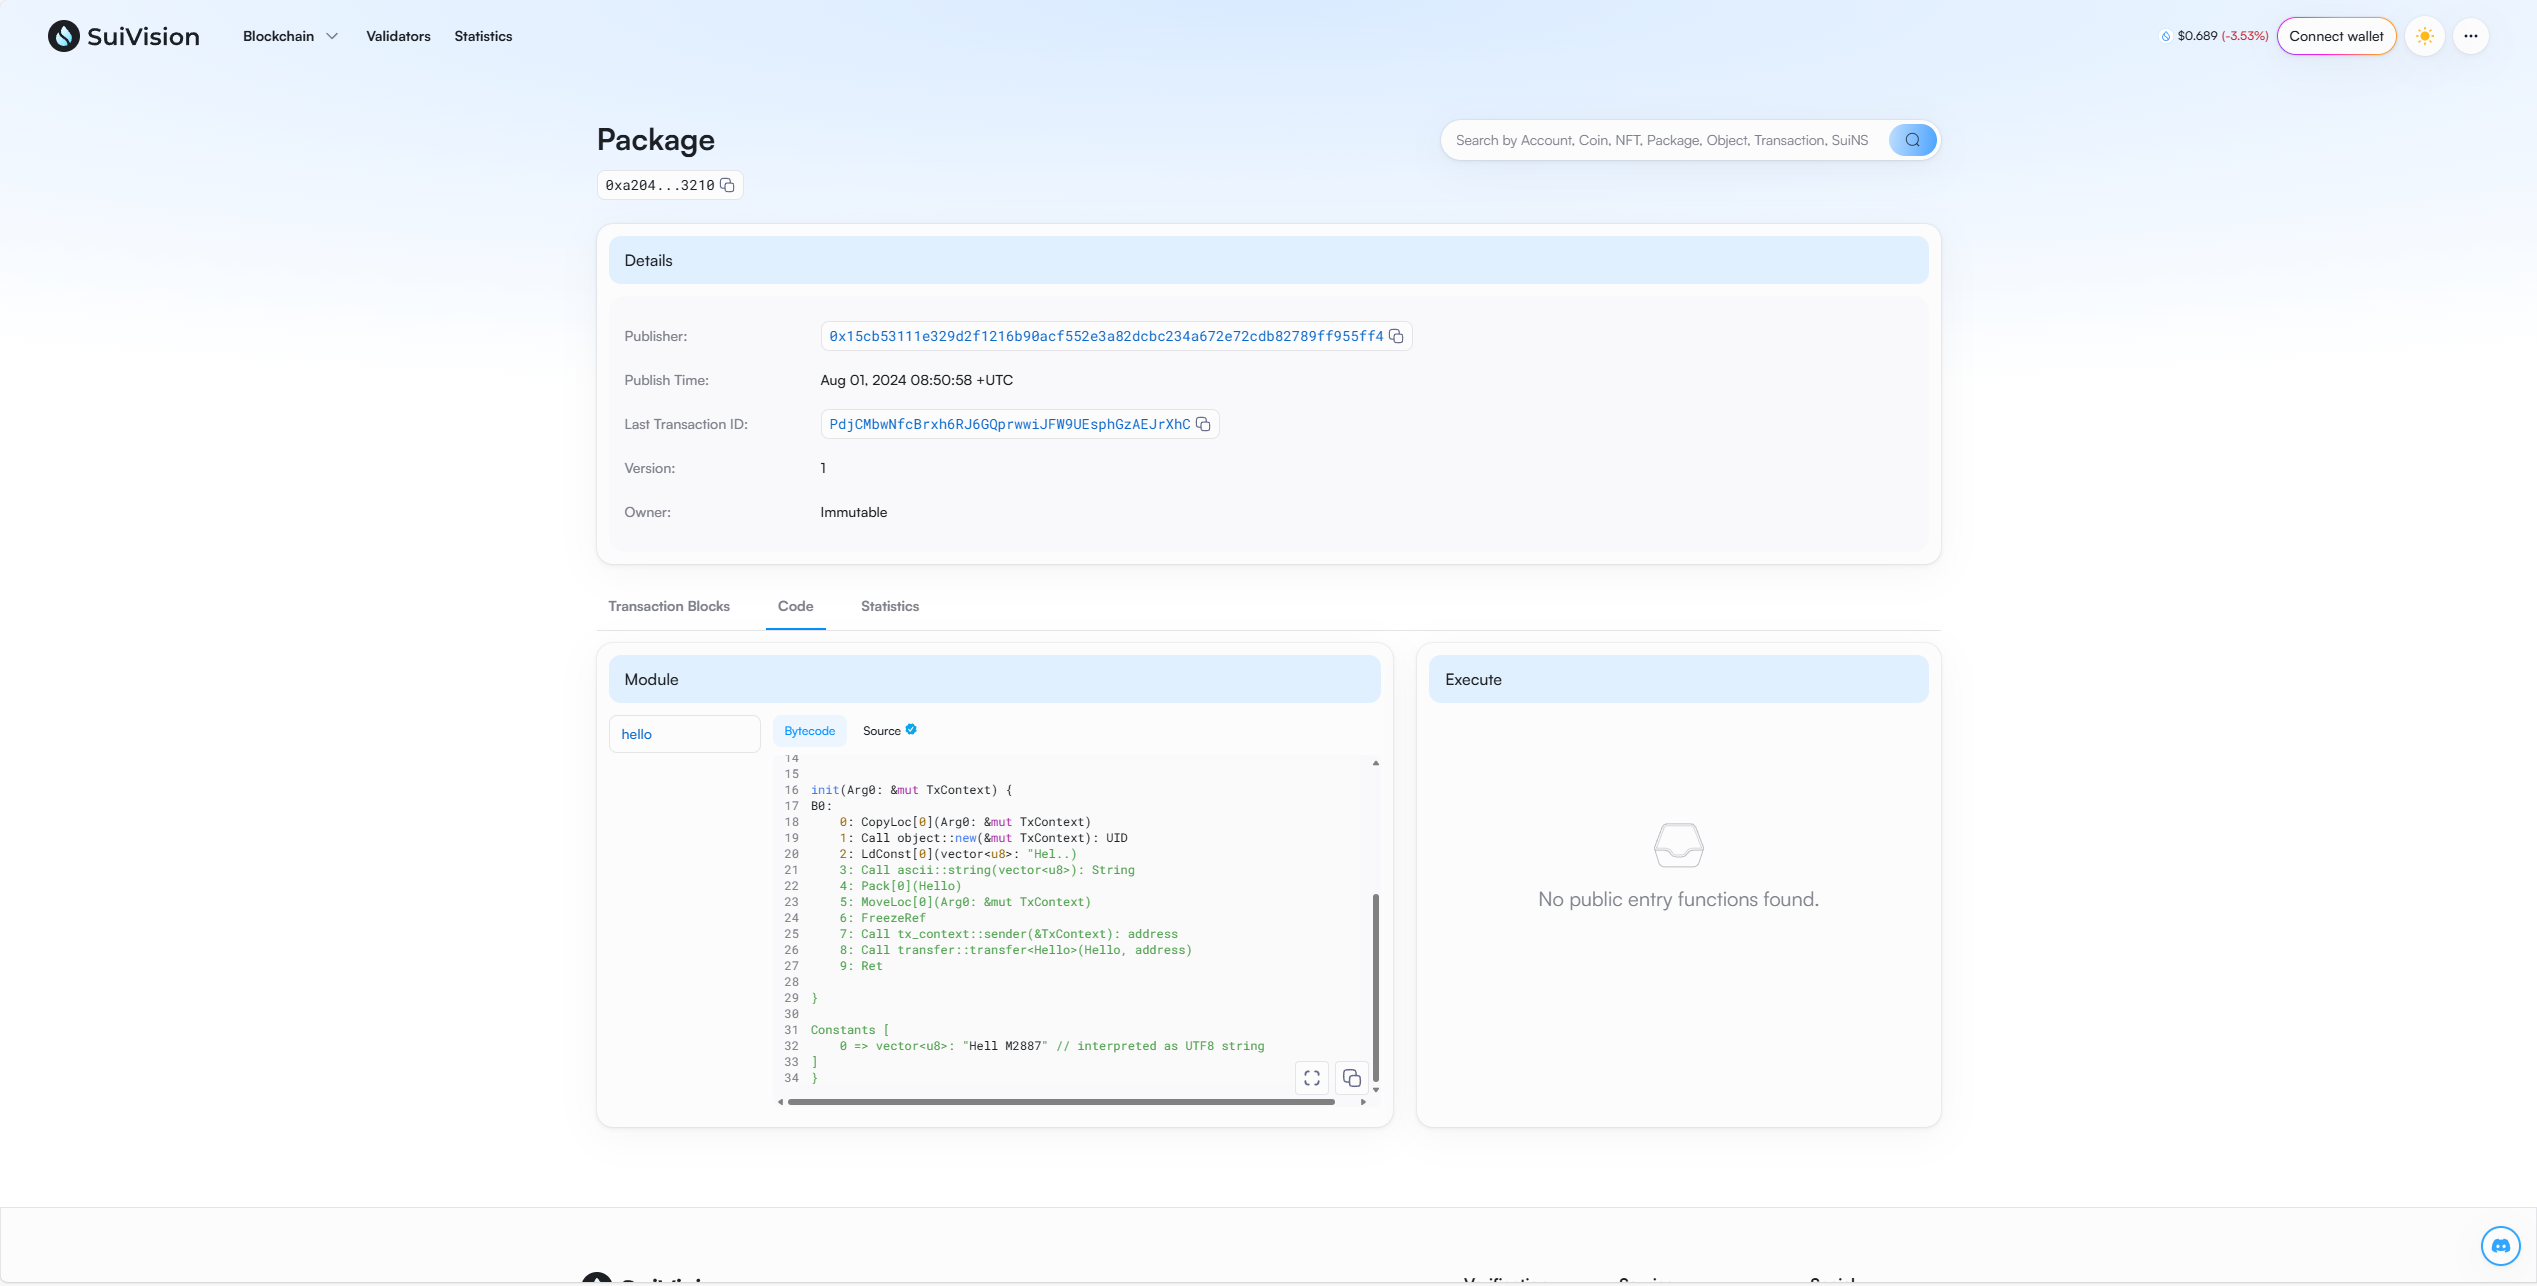 SuiVision
Blockchain
Validators
Statistics
$0.689 (-3.53%)
Connect wallet
Package
Search by Account, Coin, NFT, Package, Object, Transaction, SuiNS
0xa204...3210
Details
Publisher: 0x15cb53111e329d2f1216b90acf552e3a82dcbc234a672e72cdb82789ff955ff4
Publish Time: Aug 01, 2024 08:50:58 +UTC
Last Transaction ID: PdjCMbwNfcBrxh6RJ6GQprwwiJFW9UEsphGzAEJrXhC
Version: 1
Owner: Immutable
Transaction Blocks
Code
Statistics
Module
hello
Bytecode
Source
14
15
16 init(Arg0: &mut TxContext) {
17 B0:
18 0: CopyLoc[0](Arg0: &mut TxContext)
19 1: Call object::new(&mut TxContext): UID
20 2: LdConst[0](vector<u8>: "Hel..)
21 3: Call ascii::string(vector<u8>): String
22 4: Pack[0](Hello)
23 5: MoveLoc[0](Arg0: &mut TxContext)
24 6: FreezeRef
25 7: Call tx_context::sender(&TxContext): address
26 8: Call transfer::transfer<Hello>(Hello, address)
27 9: Ret
28
29 }
30
31 Constants [
32 0 => vector<u8>: "Hell M2887" // interpreted as UTF8 string
33 ]
34 }
Execute
No public entry functions found.